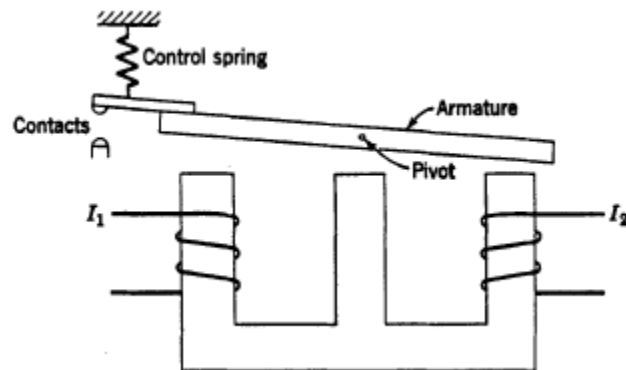 Control spring
Armature
Contacts
Pivot
I₁
I₂